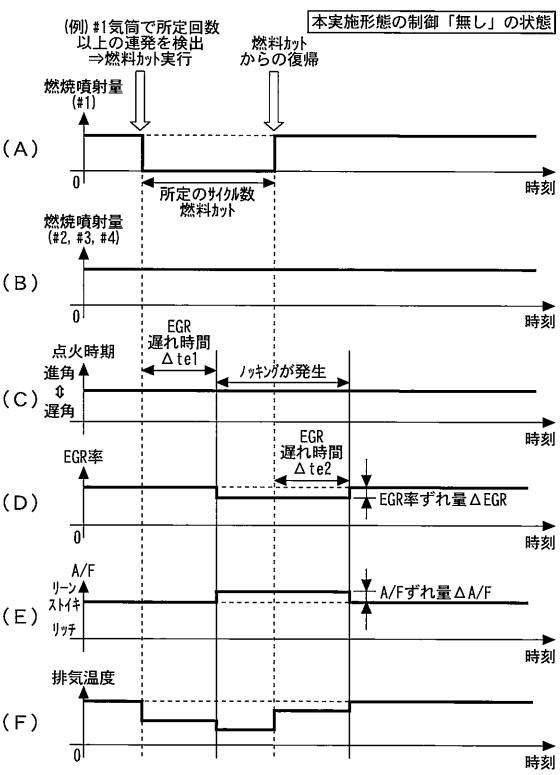 本実施形態の制御「無し」の状態
(例)#1気筒で所定回数
以上の連発を検出
⇒燃料カット実行
燃料カット
からの復帰
燃焼噴射量
(#1)
(A)
0
時刻
所定のサイクル数
燃料カット
燃焼噴射量
(#2, #3, #4)
(B)
0
時刻
EGR
遅れ時間
Δte1
点火時期
進角
⇕
遅角
(C)
ノッキングが発生
時刻
EGR
遅れ時間
Δte2
EGR率
(D)
EGR率ずれ量ΔEGR
0
時刻
A/F
リーン
ストイキ
リッチ
(E)
A/Fずれ量ΔA/F
時刻
排気温度
(F)
0
時刻